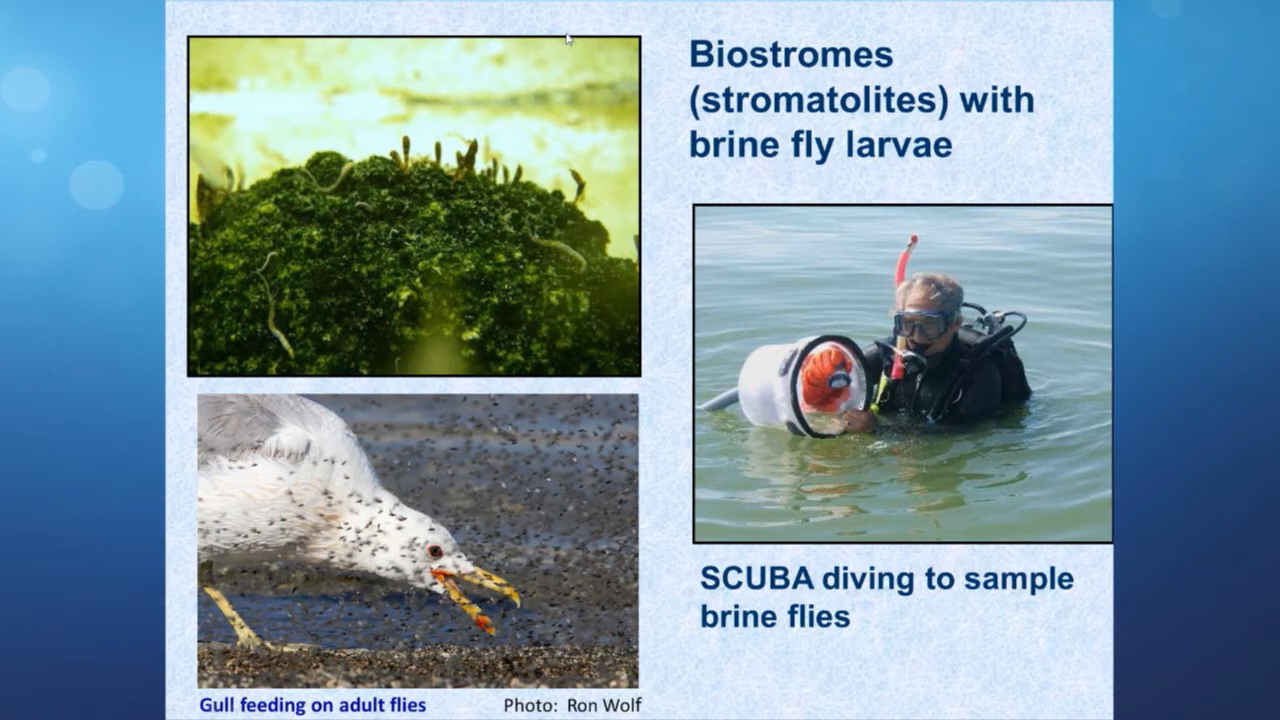 Biostromes
(stromatolites) with
brine fly larvae
SCUBA diving to sample
brine flies
Gull feeding on adult flies
Photo: Ron Wolf